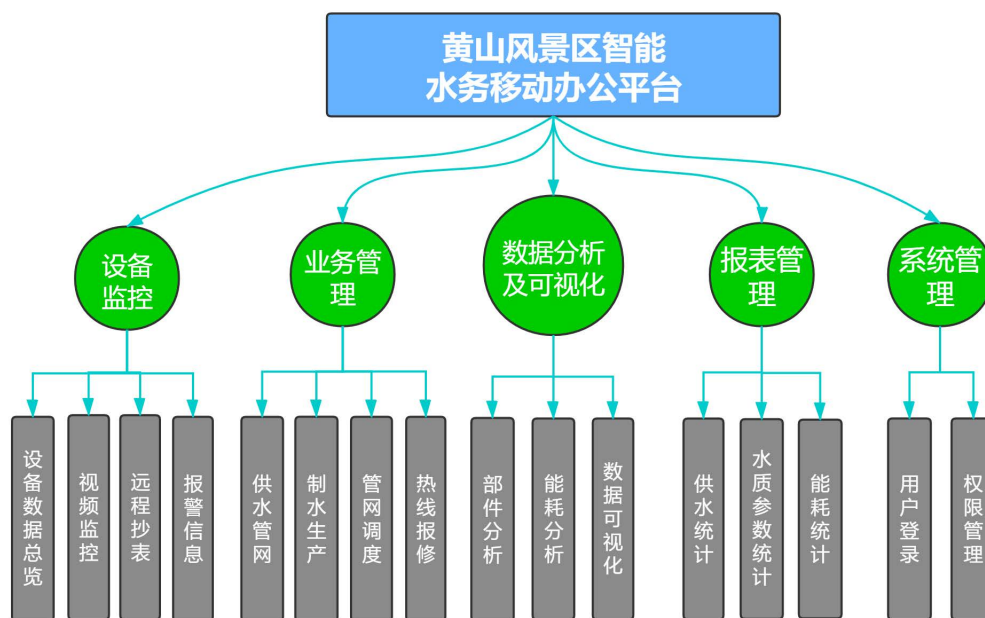 黄山风景区智能
水务移动办公平台
设备
监控
业务管
理
数据分析
及可视化
报表管
理
系统管
理
设备数据总览
视频监控
远程抄表
报警信息
供水管网
制水生产
管网调度
热线报修
部件分析
能耗分析
数据可视化
供水统计
水质参数统计
能耗统计
用户登录
权限管理